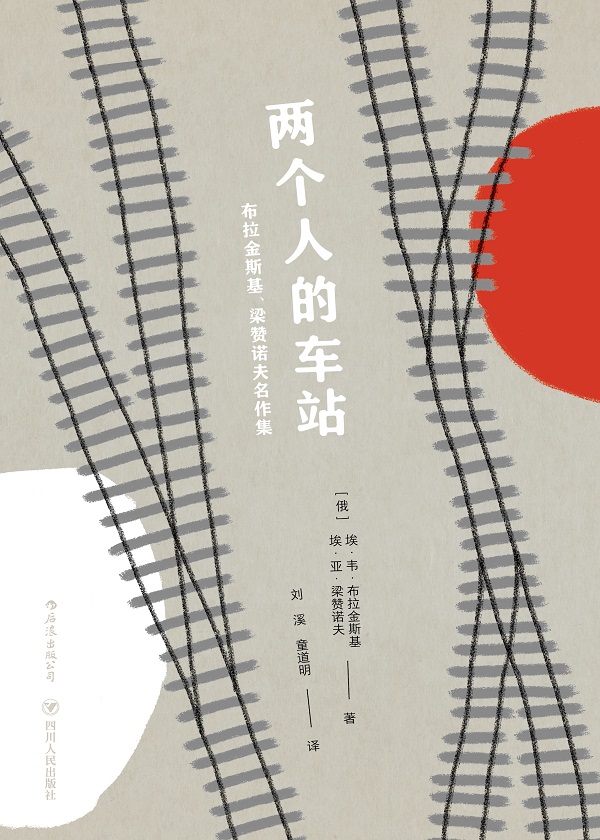 两个人的车站
布拉金斯基、梁赞诺夫名作集
［俄］
埃·韦·布拉金斯基
埃·亚·梁赞诺夫
著
刘溪 童道明
译
后浪出版公司
四川人民出版社